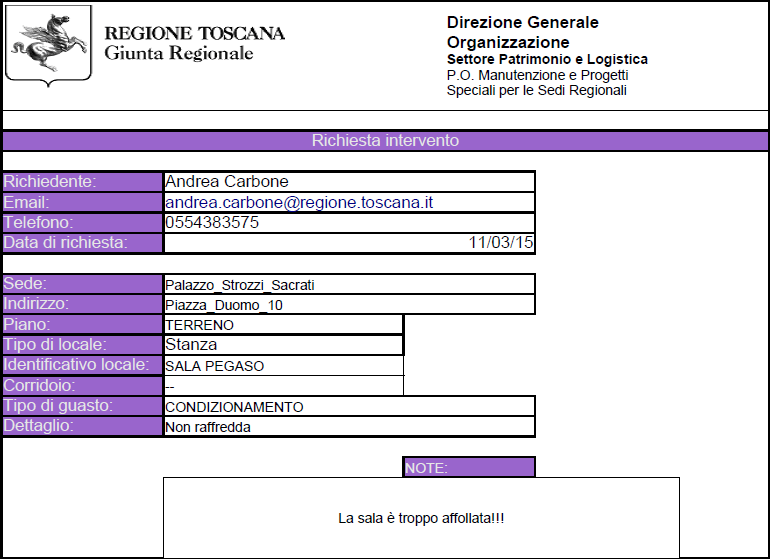 REGIONE TOSCANA
Giunta Regionale
Direzione Generale
Organizzazione
Settore Patrimonio e Logistica
P.O. Manutenzione e Progetti
Speciali per le Sedi Regionali
Richiesta intervento
Richiedente: Andrea Carbone
Email: andrea.carbone@regione.toscana.it
Telefono: 0554383575
Data di richiesta: 11/03/15
Sede: Palazzo_Strozzi_Sacrati
Indirizzo: Piazza_Duomo_10
Piano: TERRENO
Tipo di locale: Stanza
Identificativo locale: SALA PEGASO
Corridoio: --
Tipo di guasto: CONDIZIONAMENTO
Dettaglio: Non raffredda
NOTE:
La sala è troppo affollata!!!